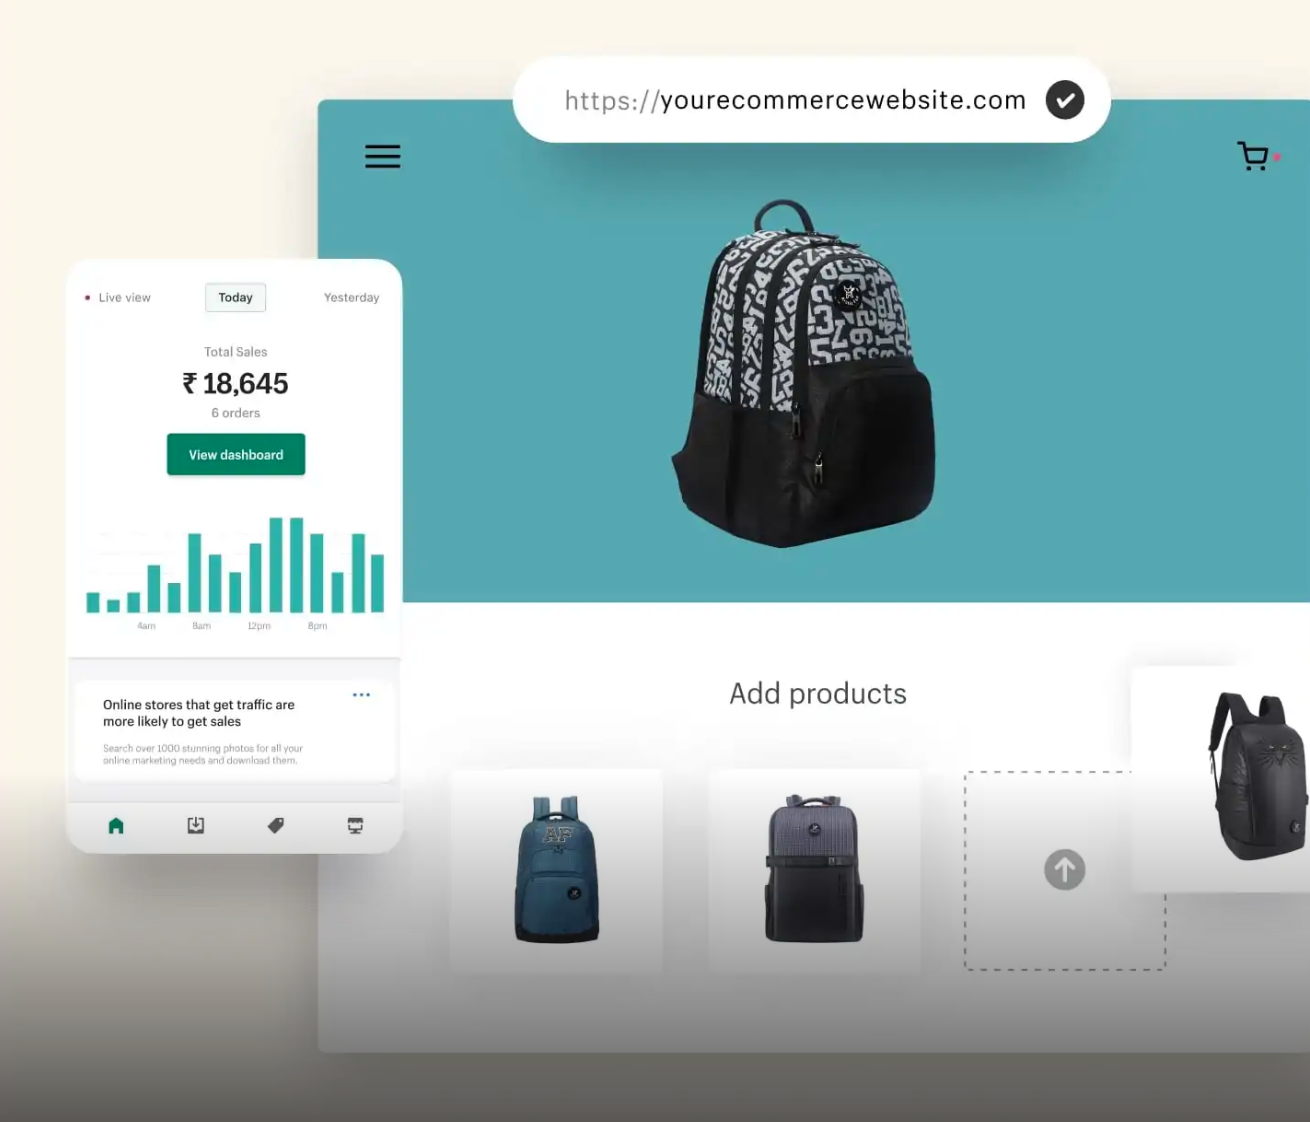 https://yourecommercewebsite.com
Live view
Today
Yesterday
Total Sales
₹ 18,645
6 orders
View dashboard
4am
8am
12pm
8pm
Online stores that get traffic are
more likely to get sales
Search over 1000 stunning photos for all your
online marketing needs and download them.
Add products
AF